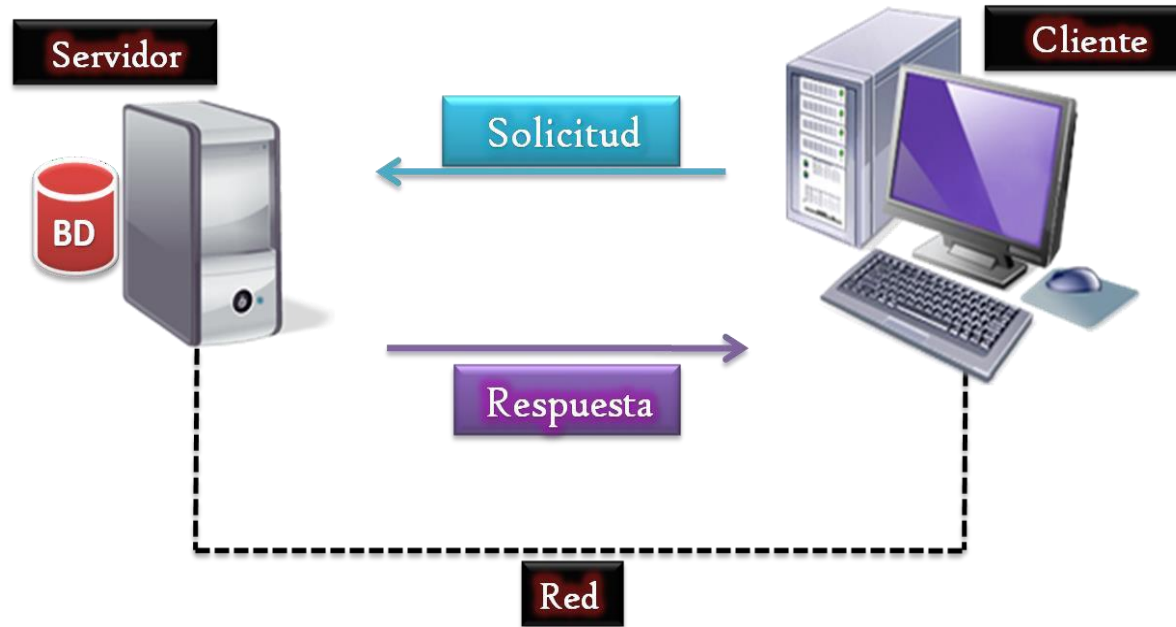 Servidor
Cliente
Solicitud
BD
Respuesta
Red